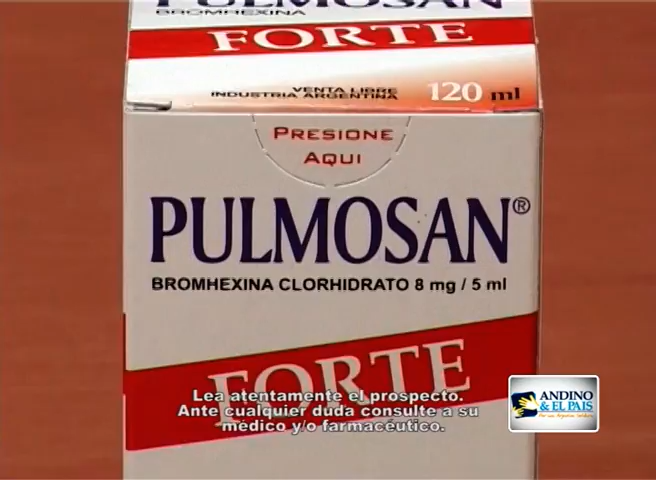 PULMOSAN
BROMHEXINA
FORTE
VENTA LIBRE
INDUSTRIA ARGENTINA
120 ml
PRESIONE
AQUI
PULMOSAN®
BROMHEXINA CLORHIDRATO 8 mg / 5 ml
FORTE
Lea atentamente el prospecto.
Ante cualquier duda consulte a su
médico y/o farmacéutico.
ANDINO
& EL PAIS